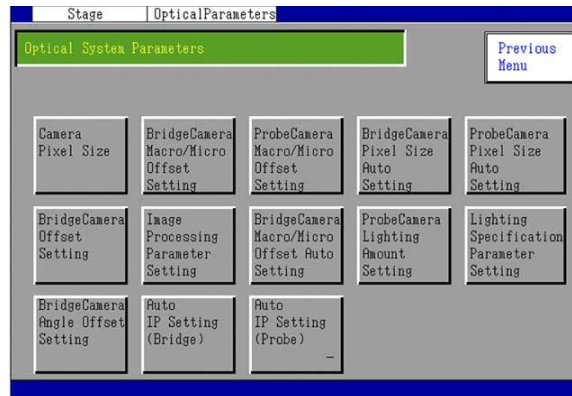 Stage
OpticalParameters
Optical System Parameters
Previous
Menu
Camera
Pixel Size
BridgeCamera
Macro/Micro
Offset
Setting
ProbeCamera
Macro/Micro
Offset
Setting
BridgeCamera
Pixel Size
Auto
Setting
ProbeCamera
Pixel Size
Auto
Setting
BridgeCamera
Offset
Setting
Image
Processing
Parameter
Setting
BridgeCamera
Macro/Micro
Offset Auto
Setting
ProbeCamera
Lighting
Amount
Setting
Lighting
Specification
Parameter
Setting
BridgeCamera
Angle Offset
Setting
Auto
IP Setting
(Bridge)
Auto
IP Setting
(Probe)
_